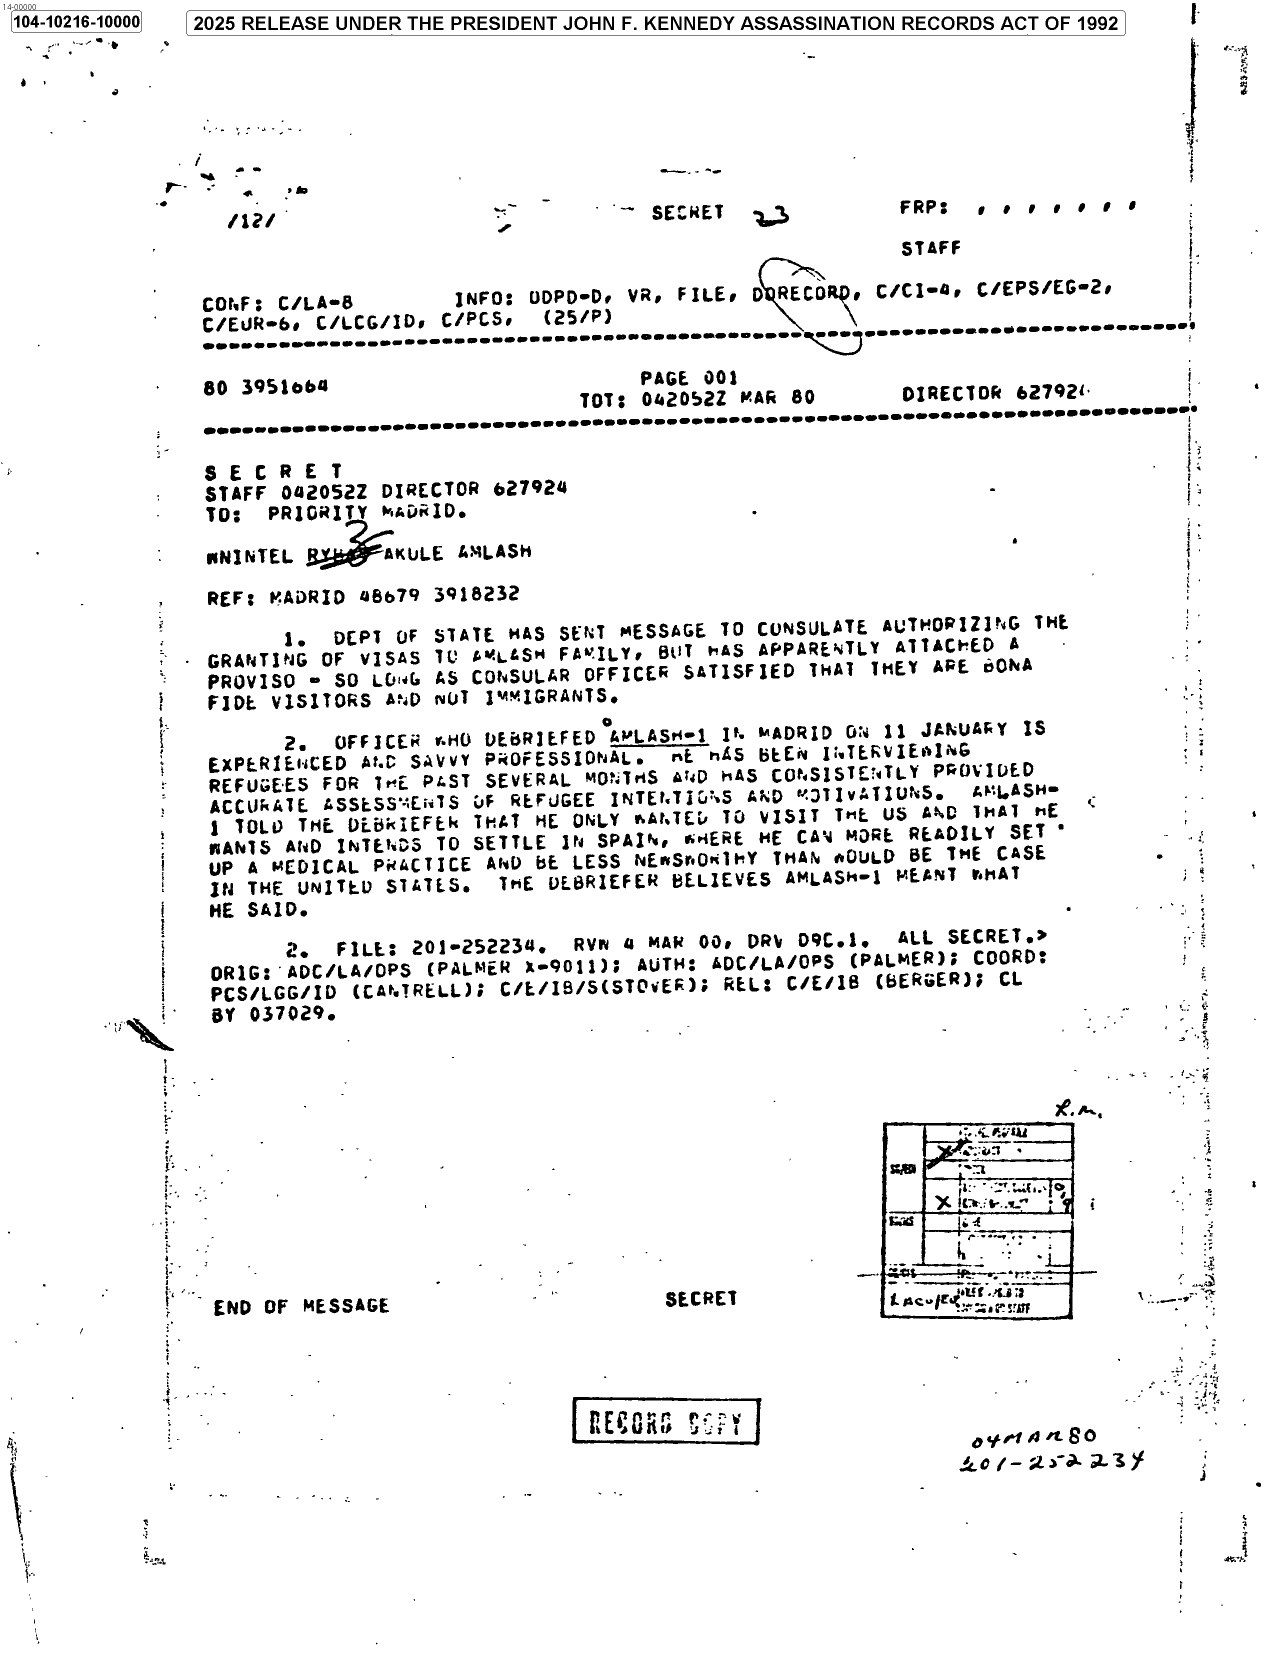 14-00000
104-10216-10000
2025 RELEASE UNDER THE PRESIDENT JOHN F. KENNEDY ASSASSINATION RECORDS ACT OF 1992
/12/ SECRET 23 FRP: , , , , , , ,
STAFF
CONF: C/LA-8 INFO: ODPD-D, VR, FILE, DORECORD, C/CI-4, C/EPS/EG-2,
C/EUR-6, C/LCG/ID, C/PCS, (25/P)
80 3951664 PAGE 001
TOT: 042052Z MAR 80 DIRECTOR 627924
S E C R E T
STAFF 042052Z DIRECTOR 627924
TO: PRIORITY MADRID.
WNINTEL AKULE AMLASH
REF: MADRID 48679 3918232
1. DEPT OF STATE HAS SENT MESSAGE TO CONSULATE AUTHORIZING THE
GRANTING OF VISAS TO AMLASH FAMILY, BUT HAS APPARENTLY ATTACHED A
PROVISO - SO LONG AS CONSULAR OFFICER SATISFIED THAT THEY ARE BONA
FIDE VISITORS AND NOT IMMIGRANTS.
2. OFFICER WHO DEBRIEFED AMLASH-1 IN MADRID ON 11 JANUARY IS
EXPERIENCED AND SAVVY PROFESSIONAL. HE HAS BEEN INTERVIEWING
REFUGEES FOR THE PAST SEVERAL MONTHS AND HAS CONSISTENTLY PROVIDED
ACCURATE ASSESSMENTS OF REFUGEE INTENTIONS AND MOTIVATIONS. AMLASH-
1 TOLD THE DEBRIEFER THAT HE ONLY WANTED TO VISIT THE US AND THAT HE
WANTS AND INTENDS TO SETTLE IN SPAIN, WHERE HE CAN MORE READILY SET
UP A MEDICAL PRACTICE AND BE LESS NEWSWORTHY THAN WOULD BE THE CASE
IN THE UNITED STATES. THE DEBRIEFER BELIEVES AMLASH-1 MEANT WHAT
HE SAID.
2. FILE: 201-252234. RVW 4 MAR 00, DRV D9C.1. ALL SECRET.>
ORIG: ADC/LA/OPS (PALMER X-9011); AUTH: ADC/LA/OPS (PALMER); COORD:
PCS/LGG/ID (CANTRELL); C/E/IB/S(STOVER); REL: C/E/IB (BERGER); CL
BY 037029.
R.M.
END OF MESSAGE SECRET
RECORD COPY
04MAR80
201-252234